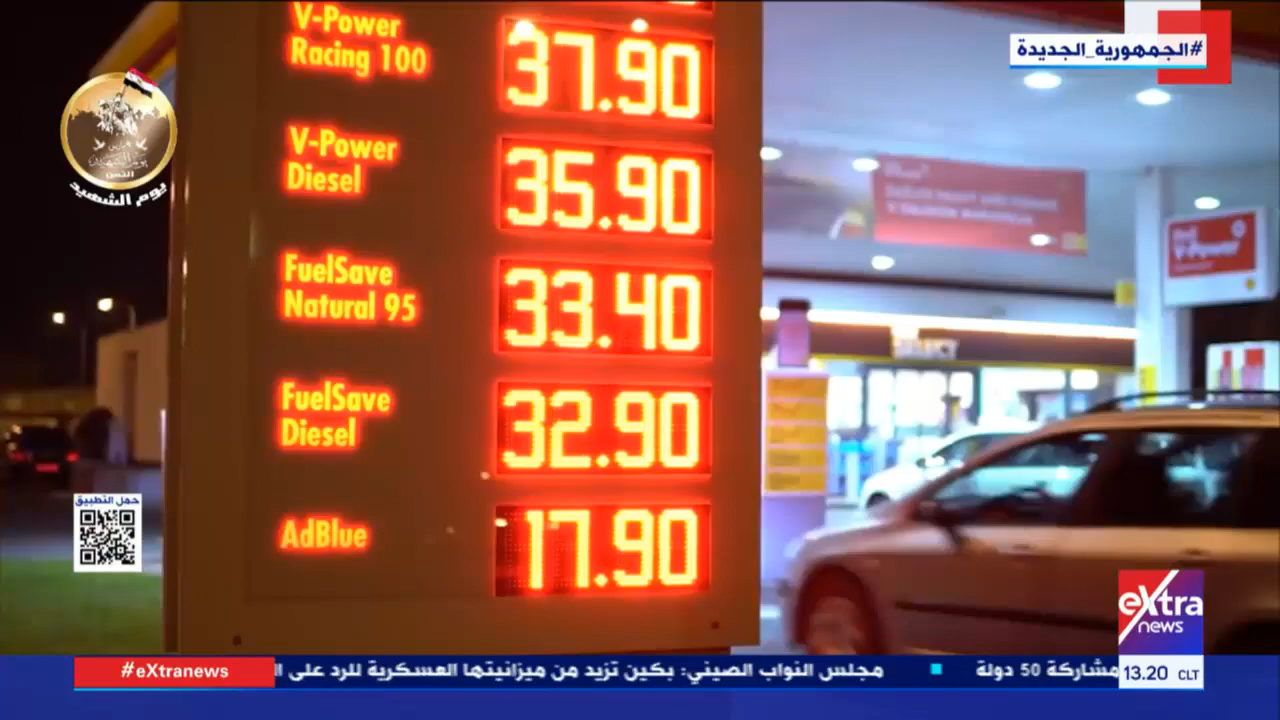 V-Power
Racing 100
37.90
V-Power
Diesel
35.90
FuelSave
Natural 95
33.40
FuelSave
Diesel
32.90
AdBlue
17.90
#الجمهورية_الجديدة
يوم الشهيد
V-Power
SELECT
حمل التطبيق
eXtra
news
13.20 CLT
#eXtranews
مشاركة 50 دولة
مجلس النواب الصيني: بكين تزيد من ميزانيتها العسكرية للرد على